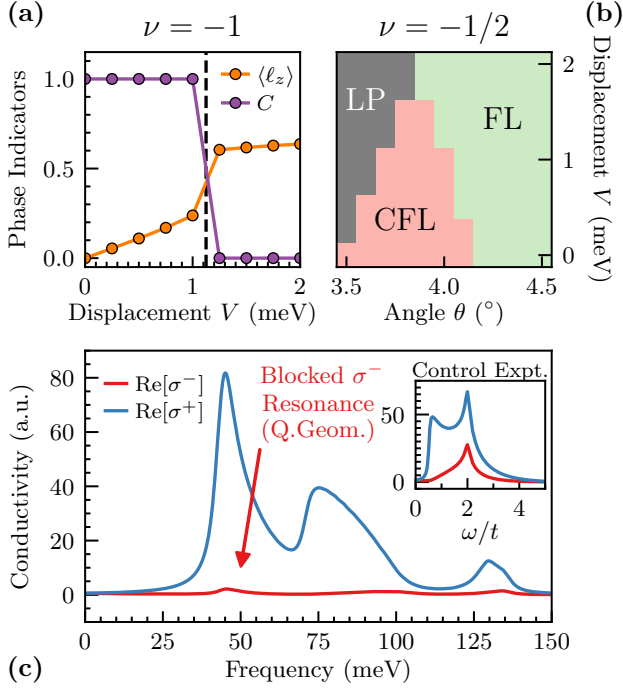 (a)
ν = −1
ν = −1/2
(b)
Phase Indicators
1.0
0.5
0.0
⟨ℓz⟩
C
0
1
2
Displacement V (meV)
LP
FL
CFL
3.5
4.0
4.5
Angle θ (°)
2
1
0
Displacement V
(meV)
Conductivity (a.u.)
80
60
40
20
0
Re[σ⁻]
Re[σ⁺]
Blocked σ⁻
Resonance
(Q.Geom.)
Control Expt.
50
0
0
2
4
ω/t
0
25
50
75
100
125
150
(c)
Frequency (meV)